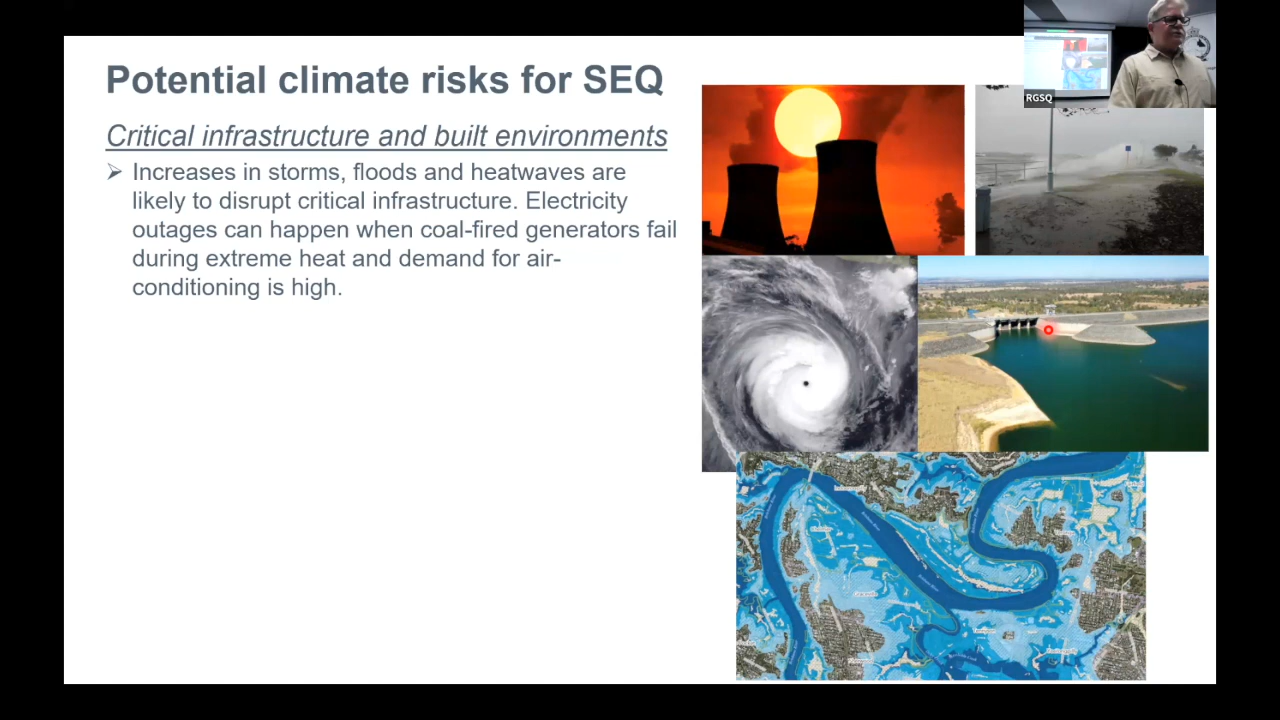 Potential climate risks for SEQ
RGSQ
Critical infrastructure and built environments
➢ Increases in storms, floods and heatwaves are
likely to disrupt critical infrastructure. Electricity
outages can happen when coal-fired generators fail
during extreme heat and demand for air-
conditioning is high.